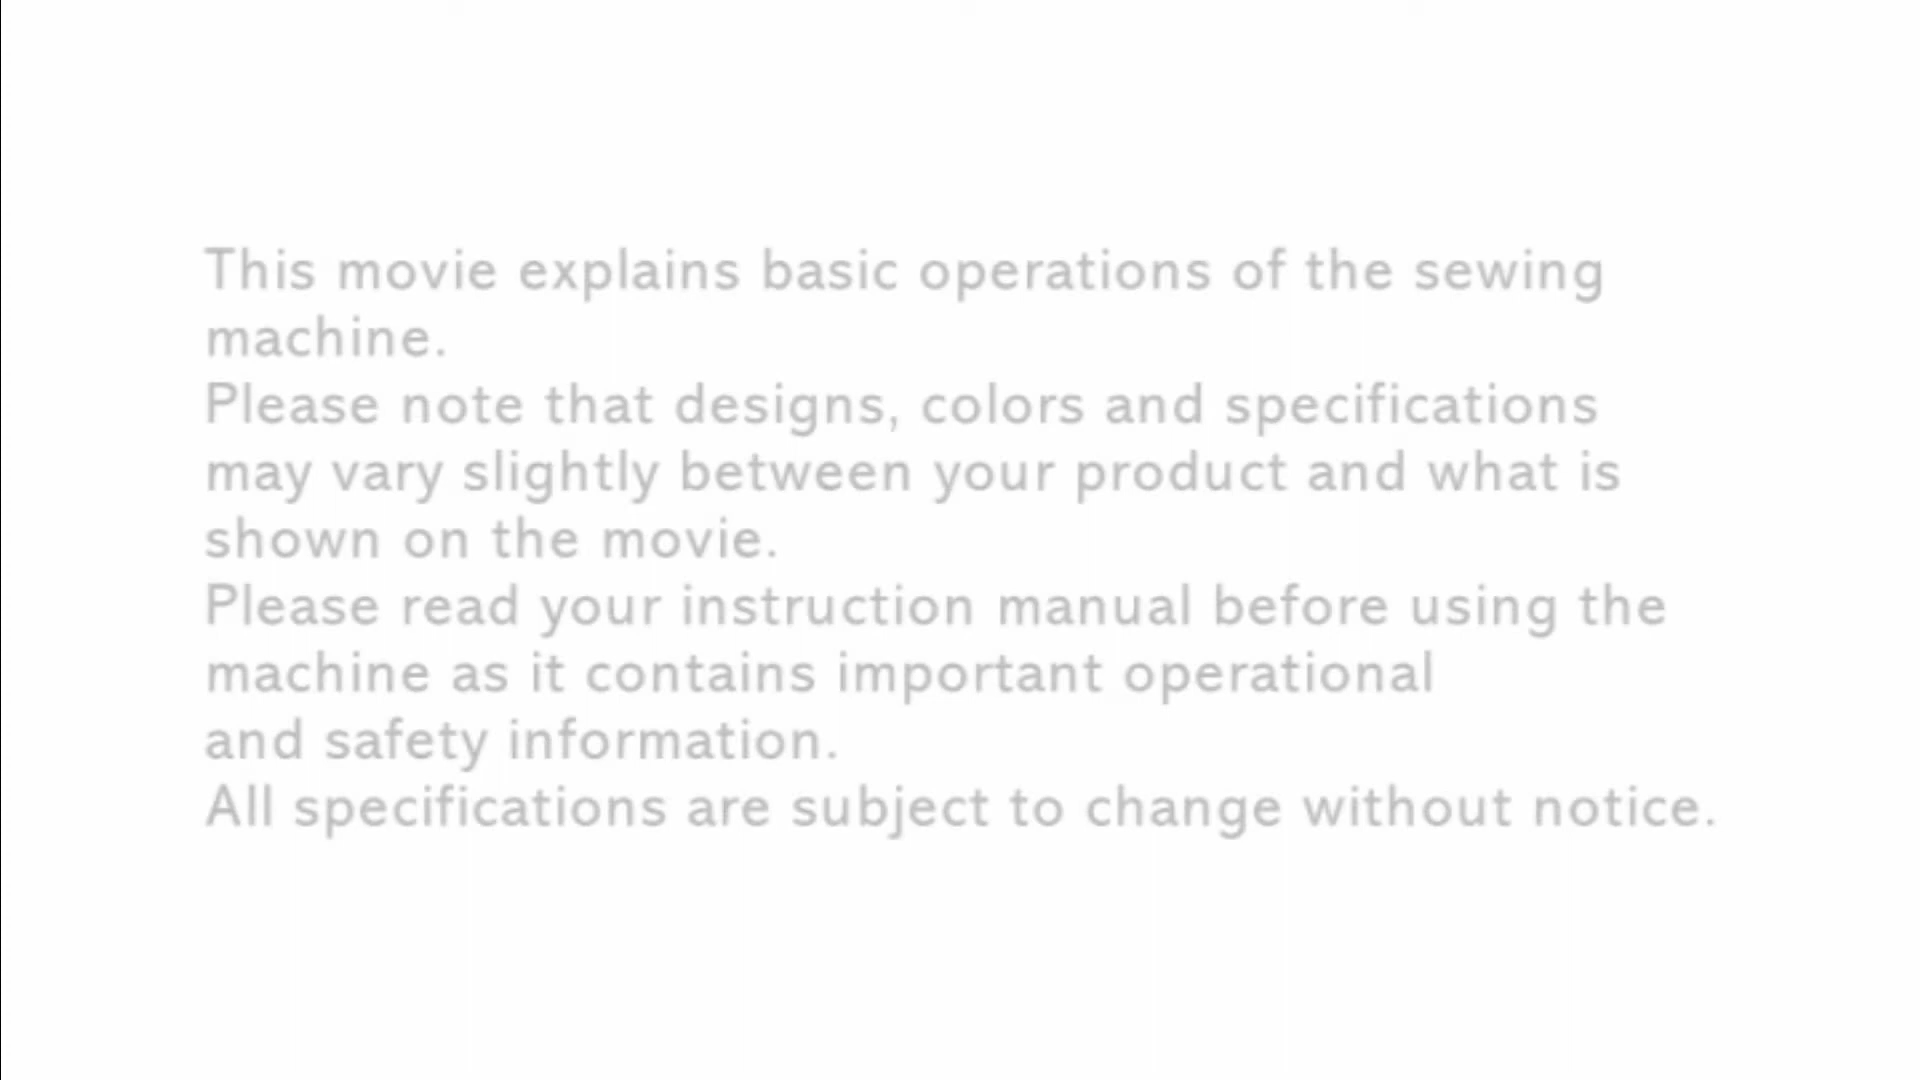 This movie explains basic operations of the sewing
machine.
Please note that designs, colors and specifications
may vary slightly between your product and what is
shown on the movie.
Please read your instruction manual before using the
machine as it contains important operational
and safety information.
All specifications are subject to change without notice.